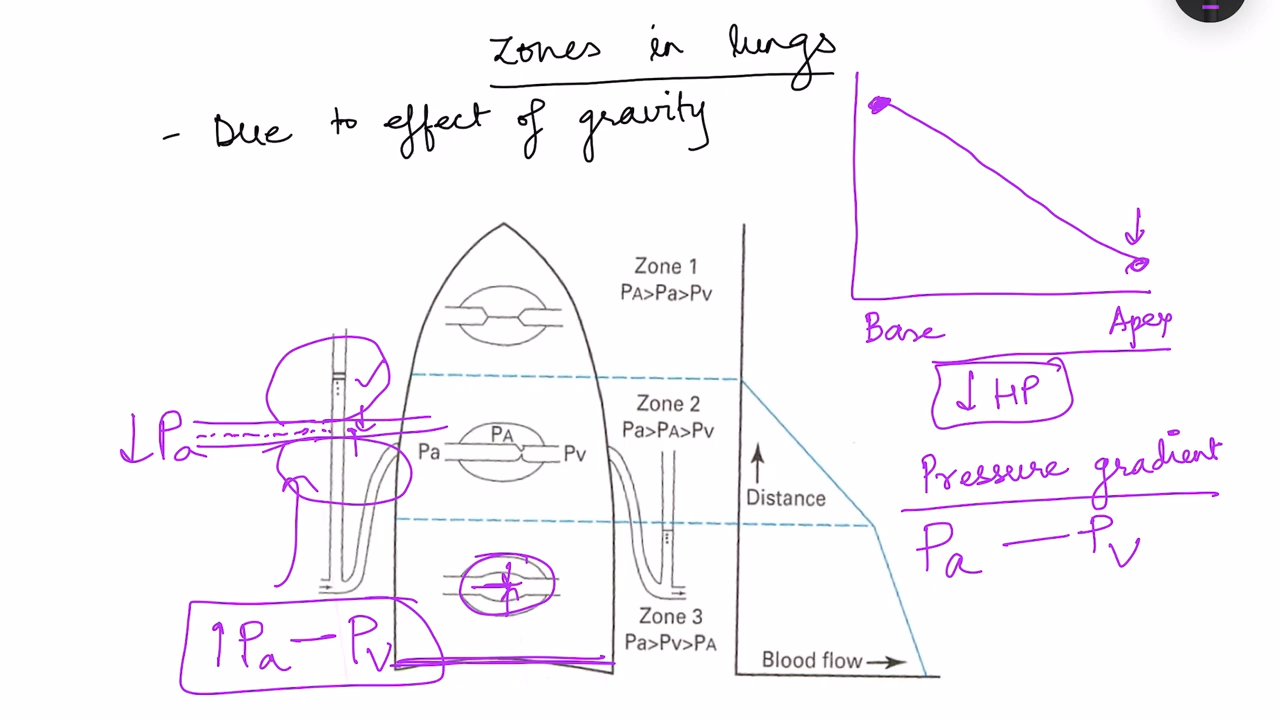 Zones in lungs
- Due to effect of gravity
Base
Apex
↓ HP
Pressure gradient
Pa — Pv
Zone 1
PA>Pa>Pv
Zone 2
Pa>PA>Pv
↓Pa
Pa
PA
Pv
Distance
Zone 3
Pa>Pv>PA
Blood flow
↑Pa — Pv